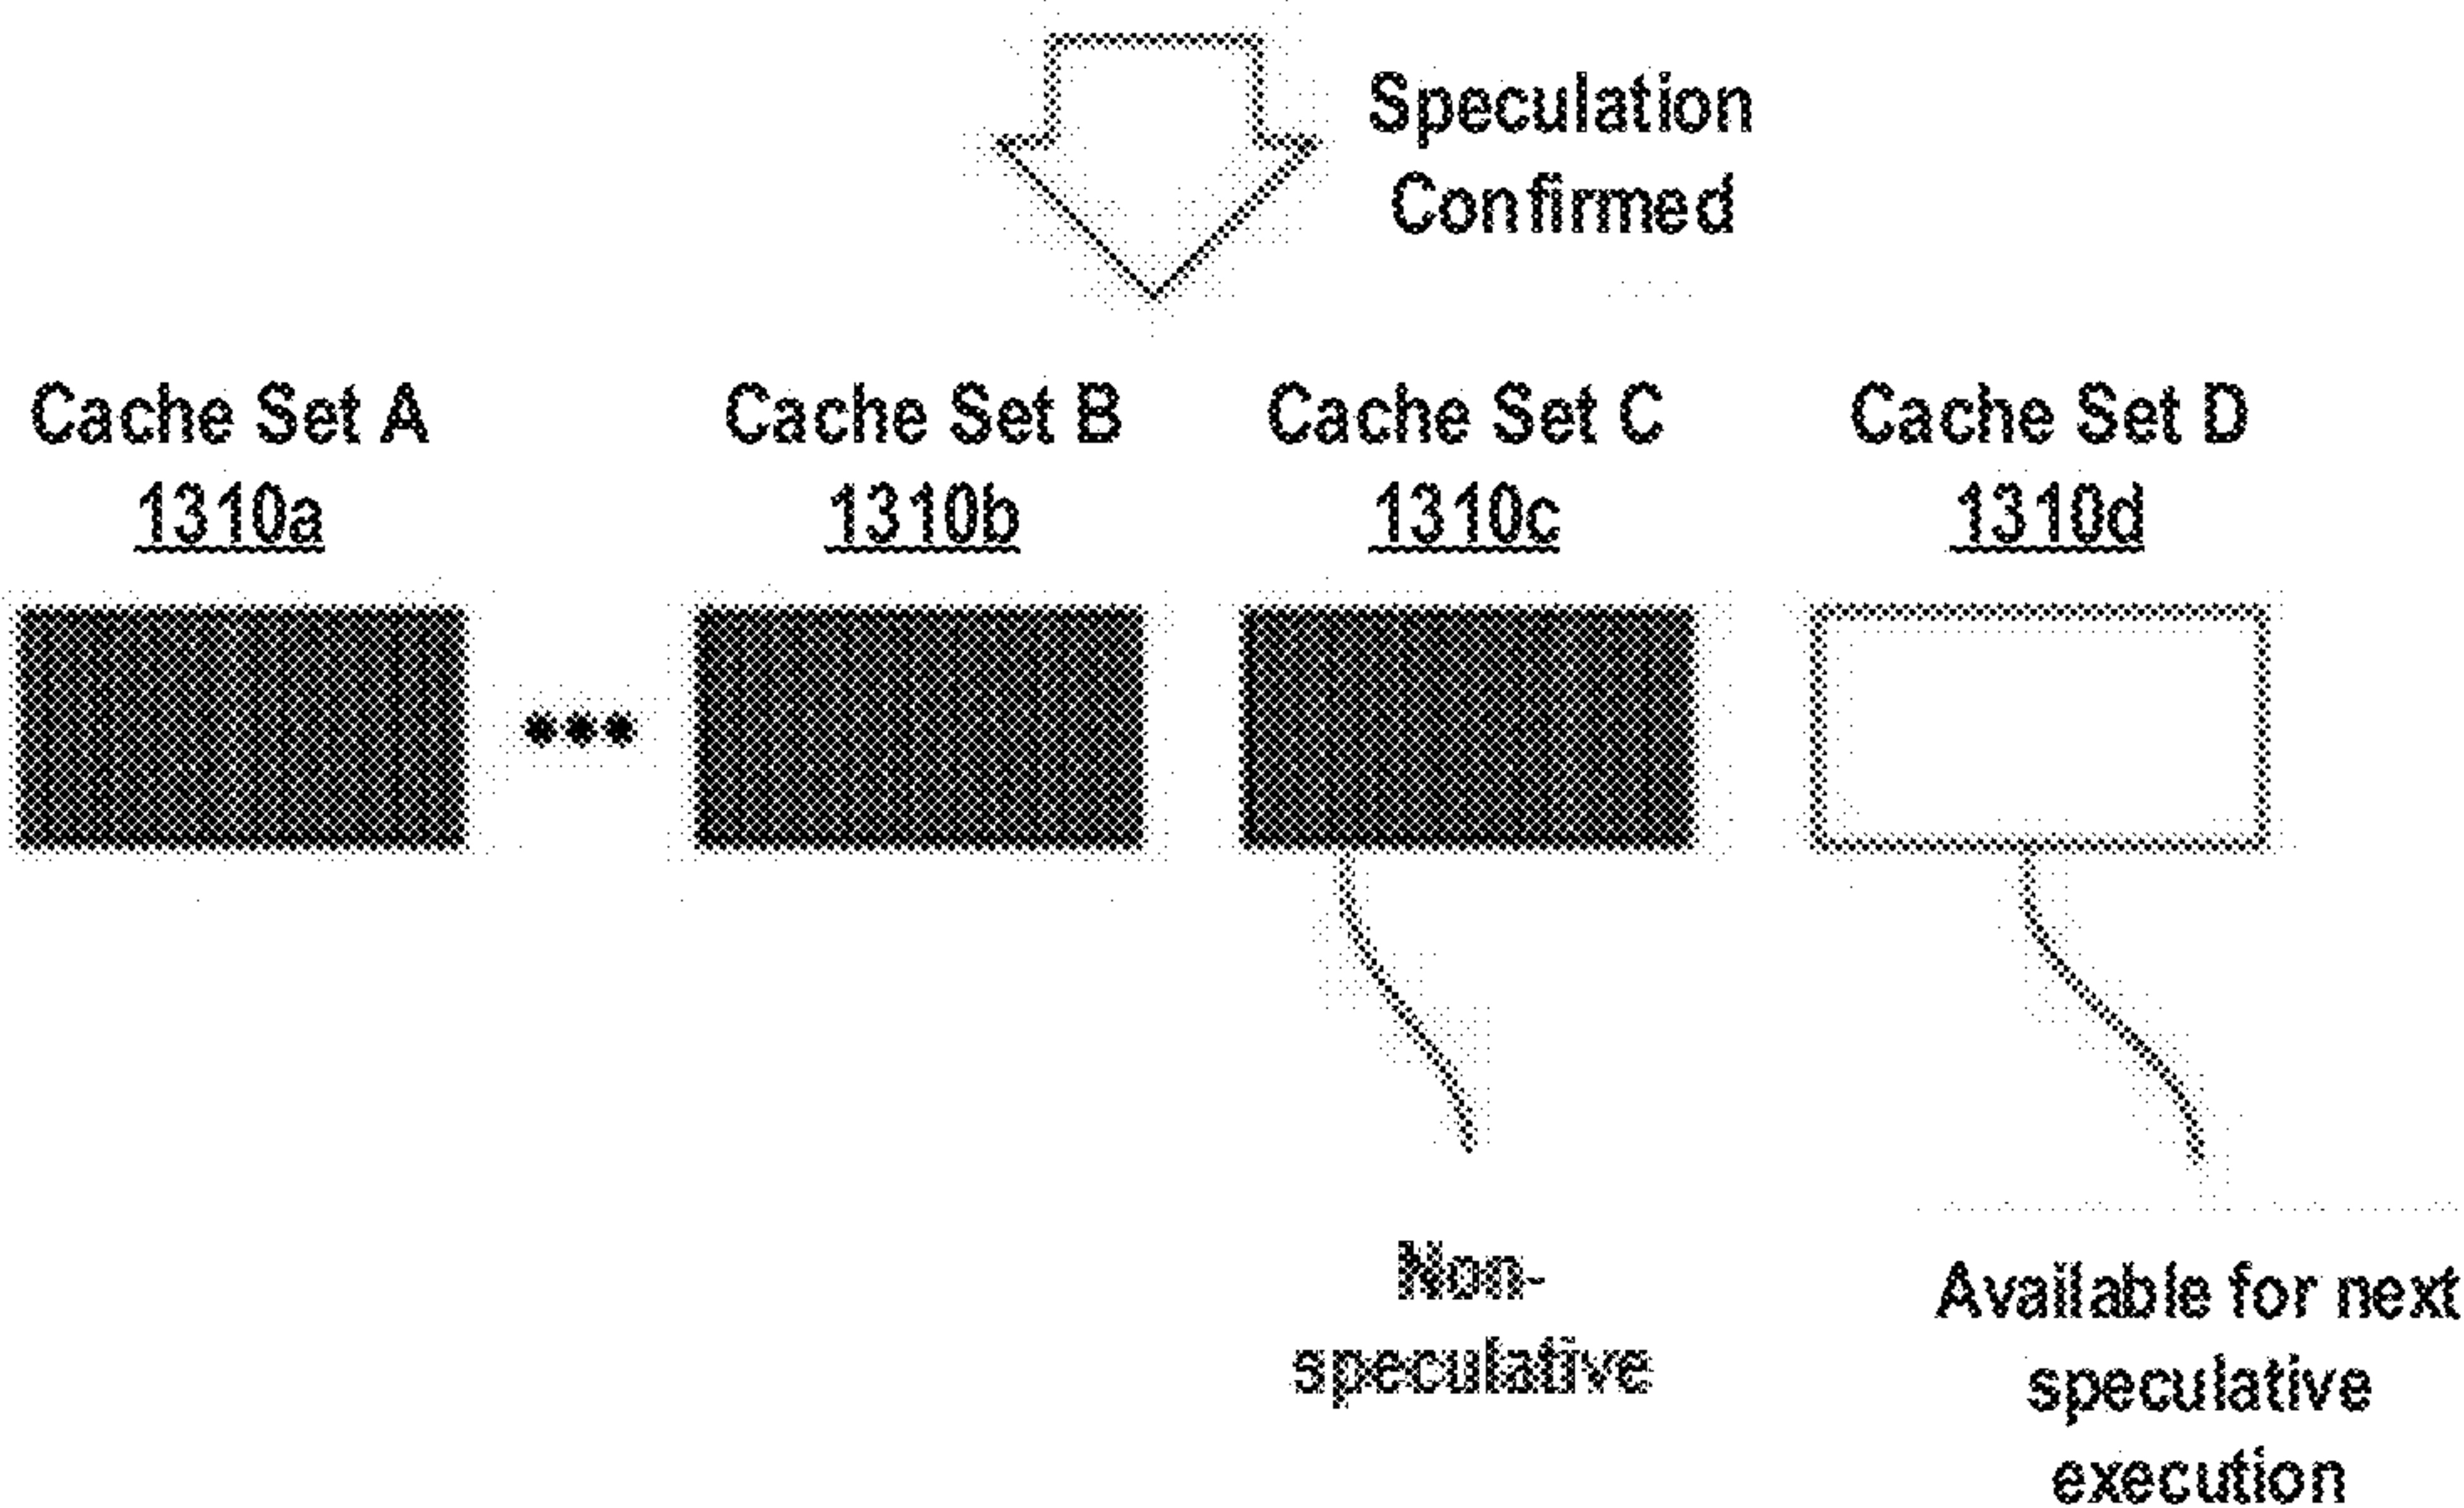 Speculation
Confirmed
Cache Set A
1310a
Cache Set B
1310b
Cache Set C
1310c
Cache Set D
1310d
Non-
speculative
Available for next
speculative
execution